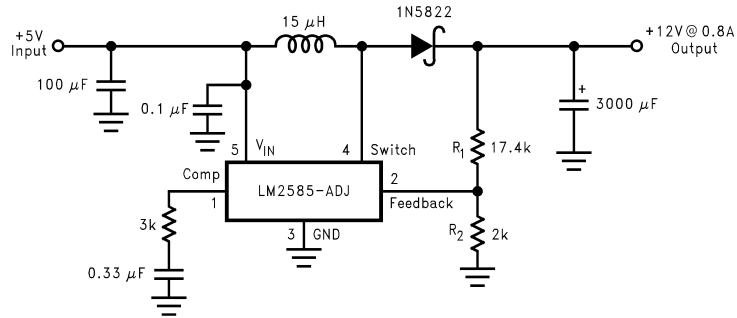 +5V
Input
15 μH
1N5822
+12V@0.8A
Output
100 μF
0.1 μF
+
3000 μF
5
VIN
4
Switch
R1
17.4k
Comp
1
LM2585-ADJ
2
Feedback
3k
3
GND
R2
2k
0.33 μF